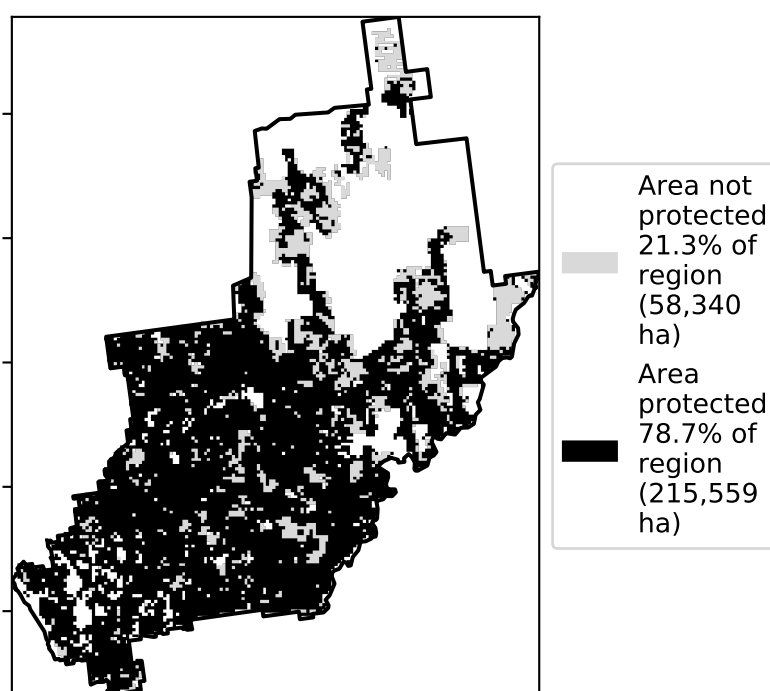 Area not
protected
21.3% of
region
(58,340
ha)
Area
protected
78.7% of
region
(215,559
ha)